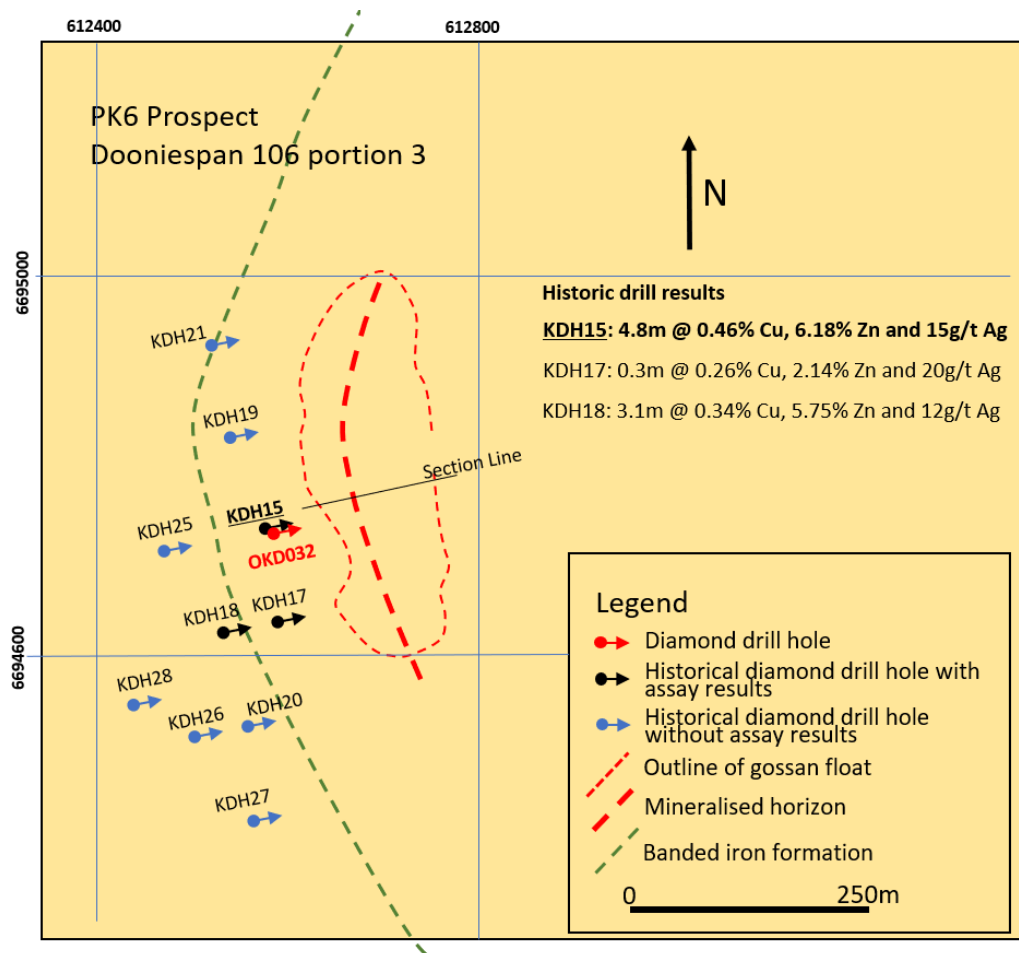 612400
612800
PK6 Prospect
Dooniespan 106 portion 3
N
6695000
Historic drill results
KDH15: 4.8m @ 0.46% Cu, 6.18% Zn and 15g/t Ag
KDH17: 0.3m @ 0.26% Cu, 2.14% Zn and 20g/t Ag
KDH18: 3.1m @ 0.34% Cu, 5.75% Zn and 12g/t Ag
KDH21
KDH19
Section Line
KDH15
KDH25
OKD032
KDH18
KDH17
6694600
KDH28
KDH26
KDH20
KDH27
Legend
Diamond drill hole
Historical diamond drill hole with
assay results
Historical diamond drill hole
without assay results
Outline of gossan float
Mineralised horizon
Banded iron formation
0
250m